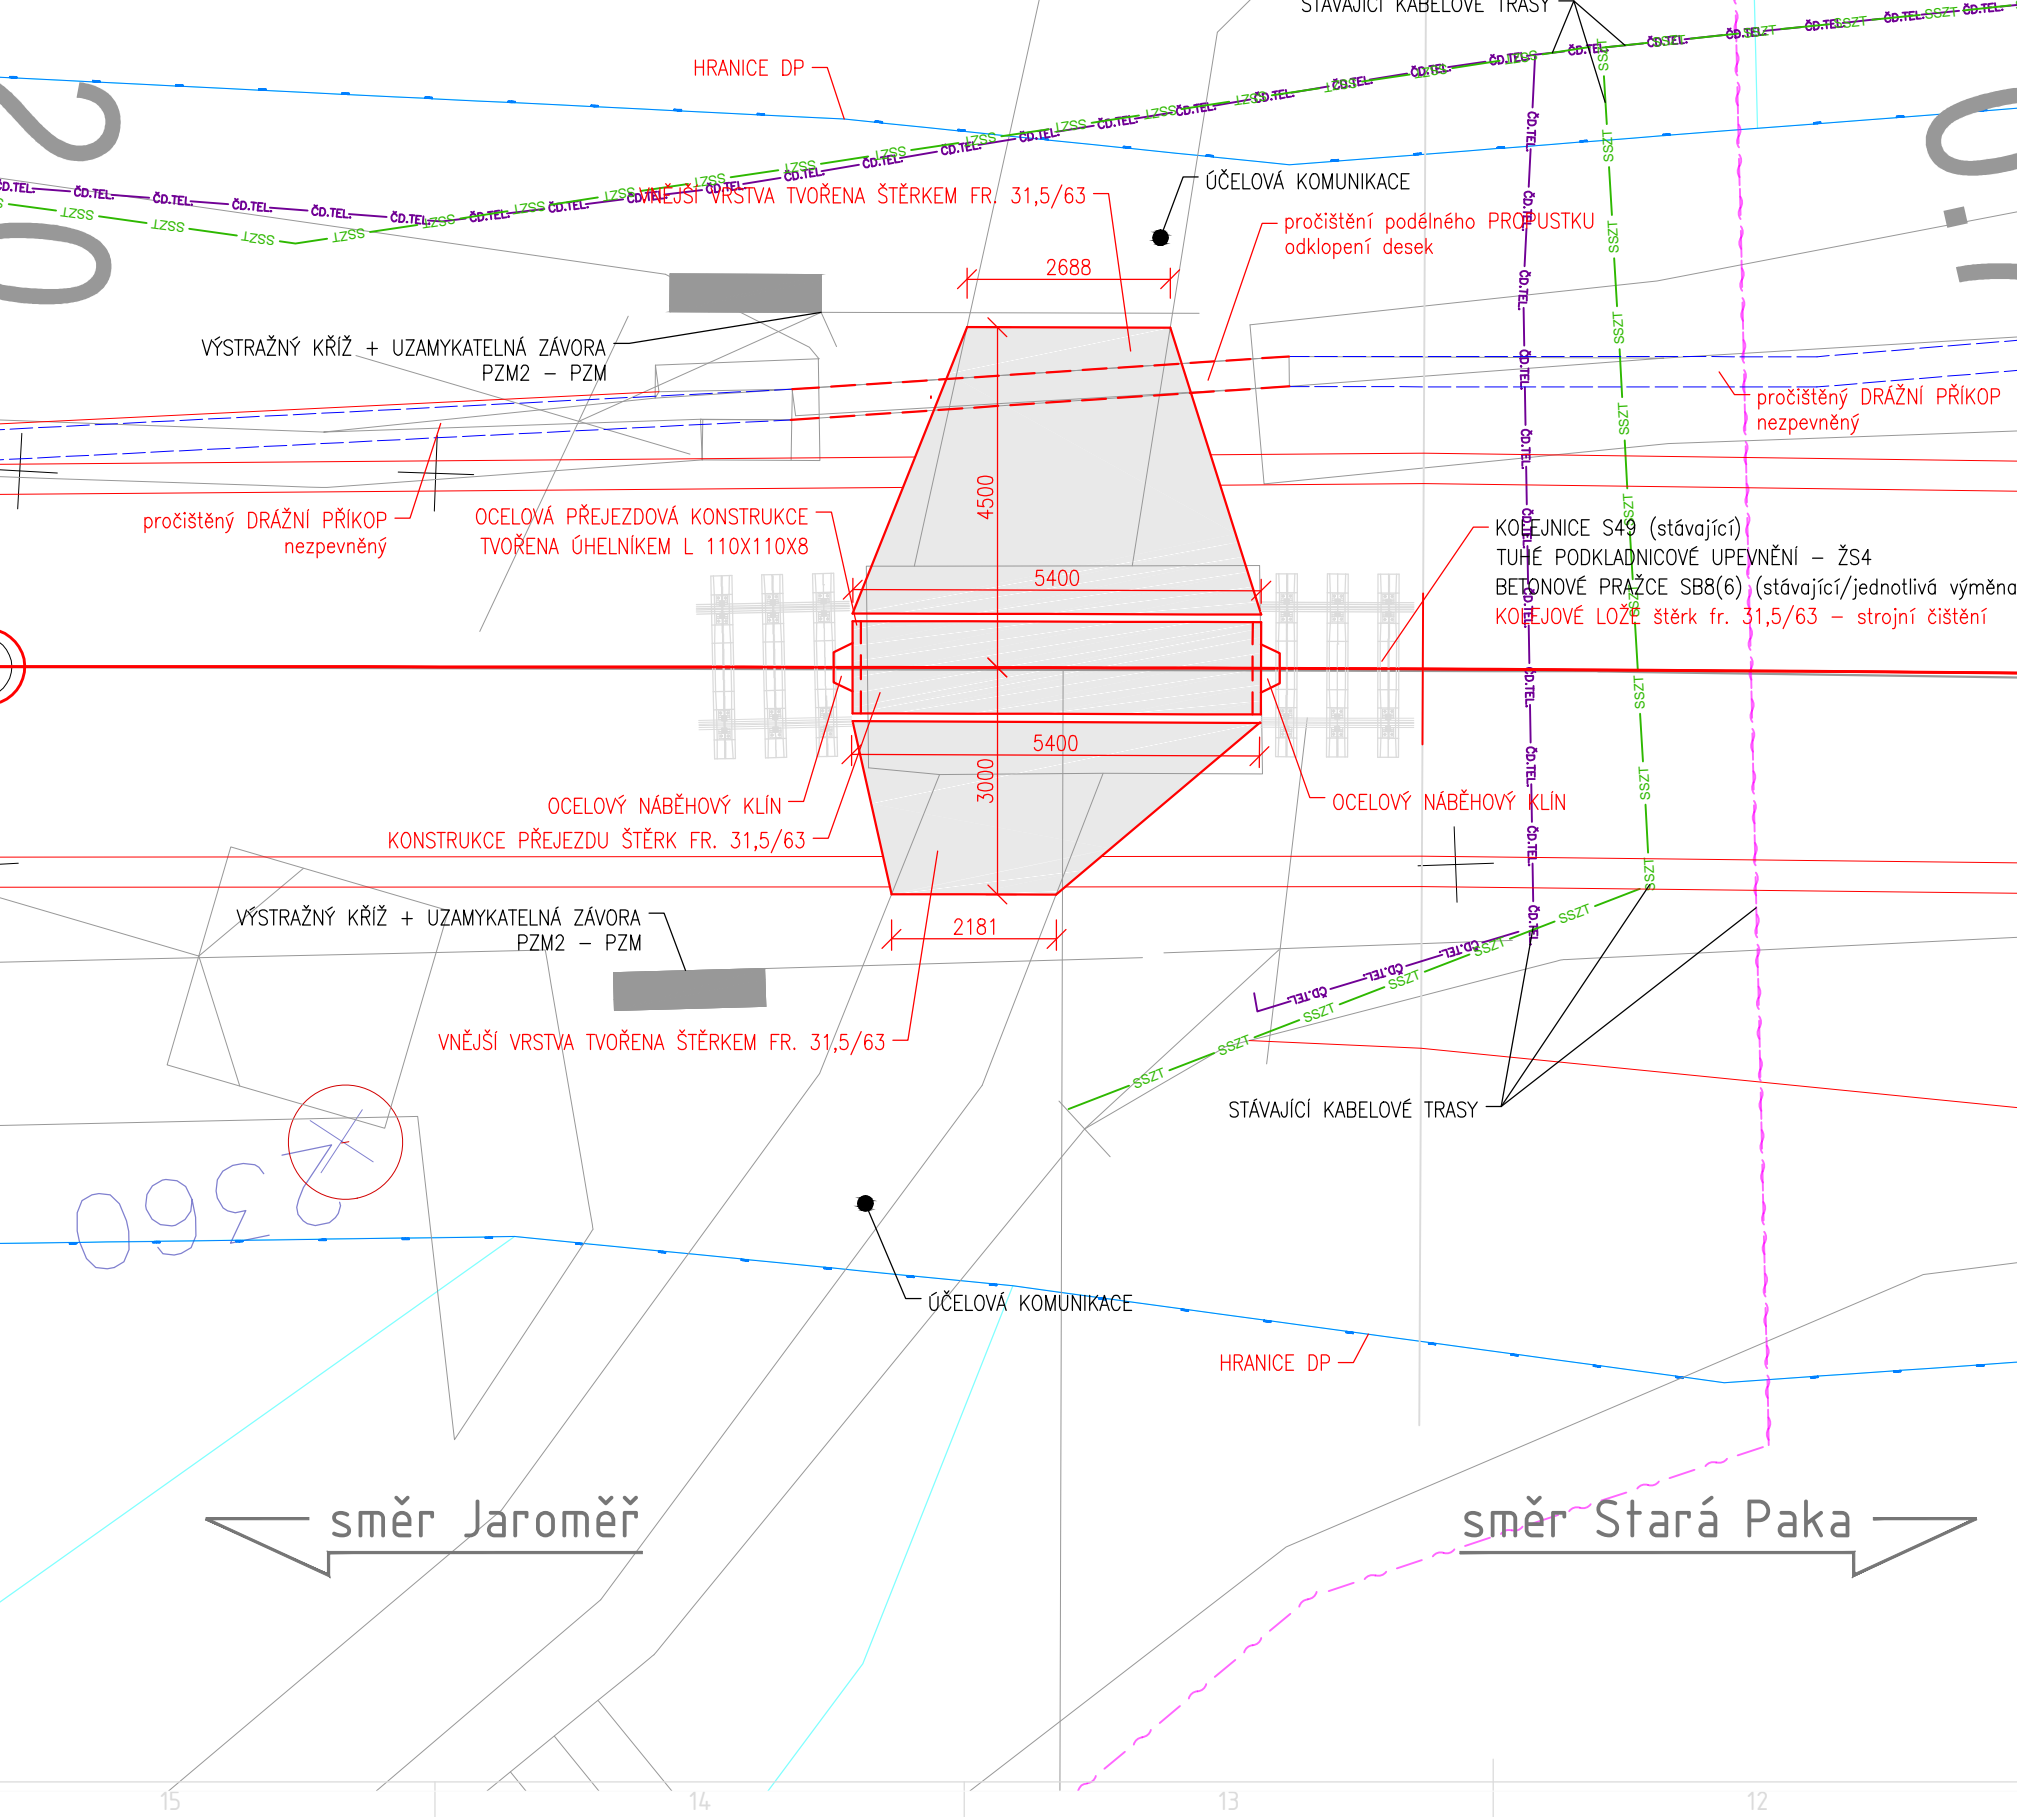 STÁVAJÍCÍ KABELOVÉ TRASY
HRANICE DP
VNĚJŠÍ VRSTVA TVOŘENA ŠTĚRKEM FR. 31,5/63
ÚČELOVÁ KOMUNIKACE
pročištění podélného PROPUSTKU
odklopení desek
2688
VÝSTRAŽNÝ KŘÍŽ + UZAMYKATELNÁ ZÁVORA
PZM2 – PZM
pročištěný DRÁŽNÍ PŘÍKOP
nezpevněný
4500
pročištěný DRÁŽNÍ PŘÍKOP
nezpevněný
OCELOVÁ PŘEJEZDOVÁ KONSTRUKCE
TVOŘENA ÚHELNÍKEM L 110X110X8
KOLEJNICE S49 (stávající)
TUHÉ PODKLADNICOVÉ UPEVNĚNÍ – ŽS4
BETONOVÉ PRAŽCE SB8(6) (stávající/jednotlivá výměna
KOLEJOVÉ LOŽE štěrk fr. 31,5/63 – strojní čištění
5400
5400
3000
OCELOVÝ NÁBĚHOVÝ KLÍN
OCELOVÝ NÁBĚHOVÝ KLÍN
KONSTRUKCE PŘEJEZDU ŠTĚRK FR. 31,5/63
VÝSTRAŽNÝ KŘÍŽ + UZAMYKATELNÁ ZÁVORA
PZM2 – PZM
2181
VNĚJŠÍ VRSTVA TVOŘENA ŠTĚRKEM FR. 31,5/63
STÁVAJÍCÍ KABELOVÉ TRASY
2360
ÚČELOVÁ KOMUNIKACE
HRANICE DP
směr Jaroměř
směr Stará Paka
15 14 13 12
ČD.TEL.
SSZT